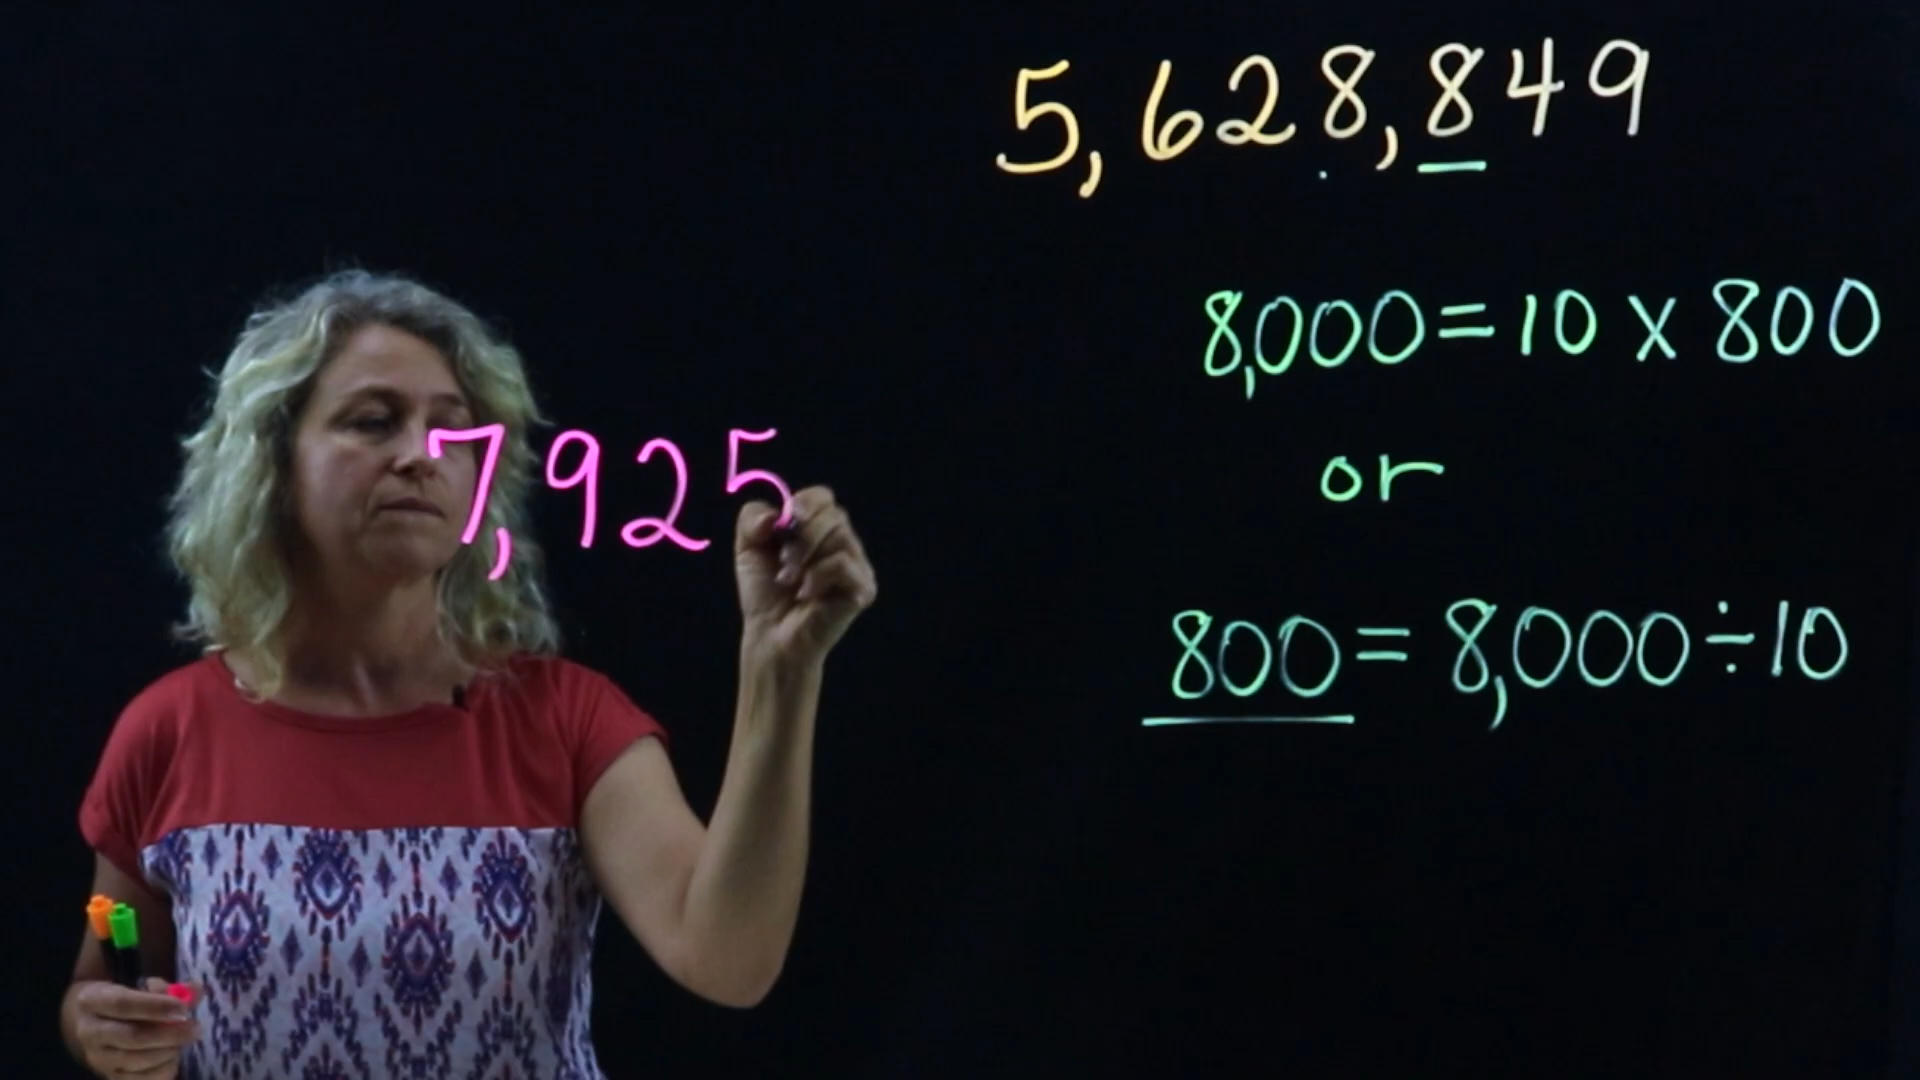 5,628,849
8,000 = 10 x 800
or
7,925
800 = 8,000 ÷ 10